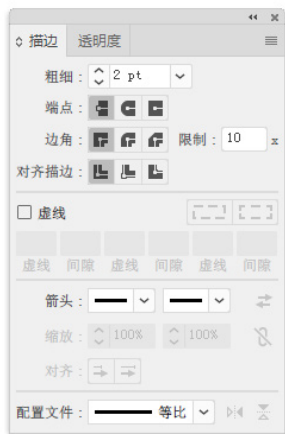 描边 透明度
粗细： 2 pt
端点：
边角： 限制： 10 x
对齐描边：
虚线
虚线 间隙 虚线 间隙 虚线 间隙
箭头：
缩放： 100% 100%
对齐：
配置文件： 等比